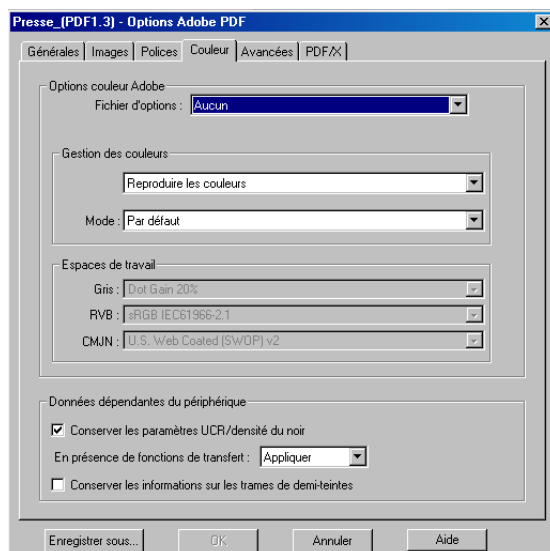 Presse_(PDF1.3) - Options Adobe PDF
Générales Images Polices Couleur Avancées PDF/X
Options couleur Adobe
Fichier d'options : Aucun
Gestion des couleurs
Reproduire les couleurs
Mode : Par défaut
Espaces de travail
Gris : Dot Gain 20%
RVB : sRGB IEC61966-2.1
CMJN : U.S. Web Coated (SWOP) v2
Données dépendantes du périphérique
Conserver les paramètres UCR/densité du noir
En présence de fonctions de transfert : Appliquer
Conserver les informations sur les trames de demi-teintes
Enregistrer sous... OK Annuler Aide